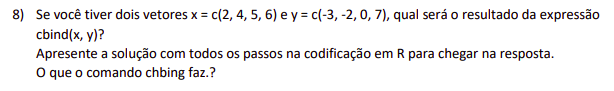 8) Se você tiver dois vetores x = c(2, 4, 5, 6) e y = c(-3, -2, 0, 7), qual será o resultado da expressão
cbind(x, y)?
Apresente a solução com todos os passos na codificação em R para chegar na resposta.
O que o comando chbing faz.?